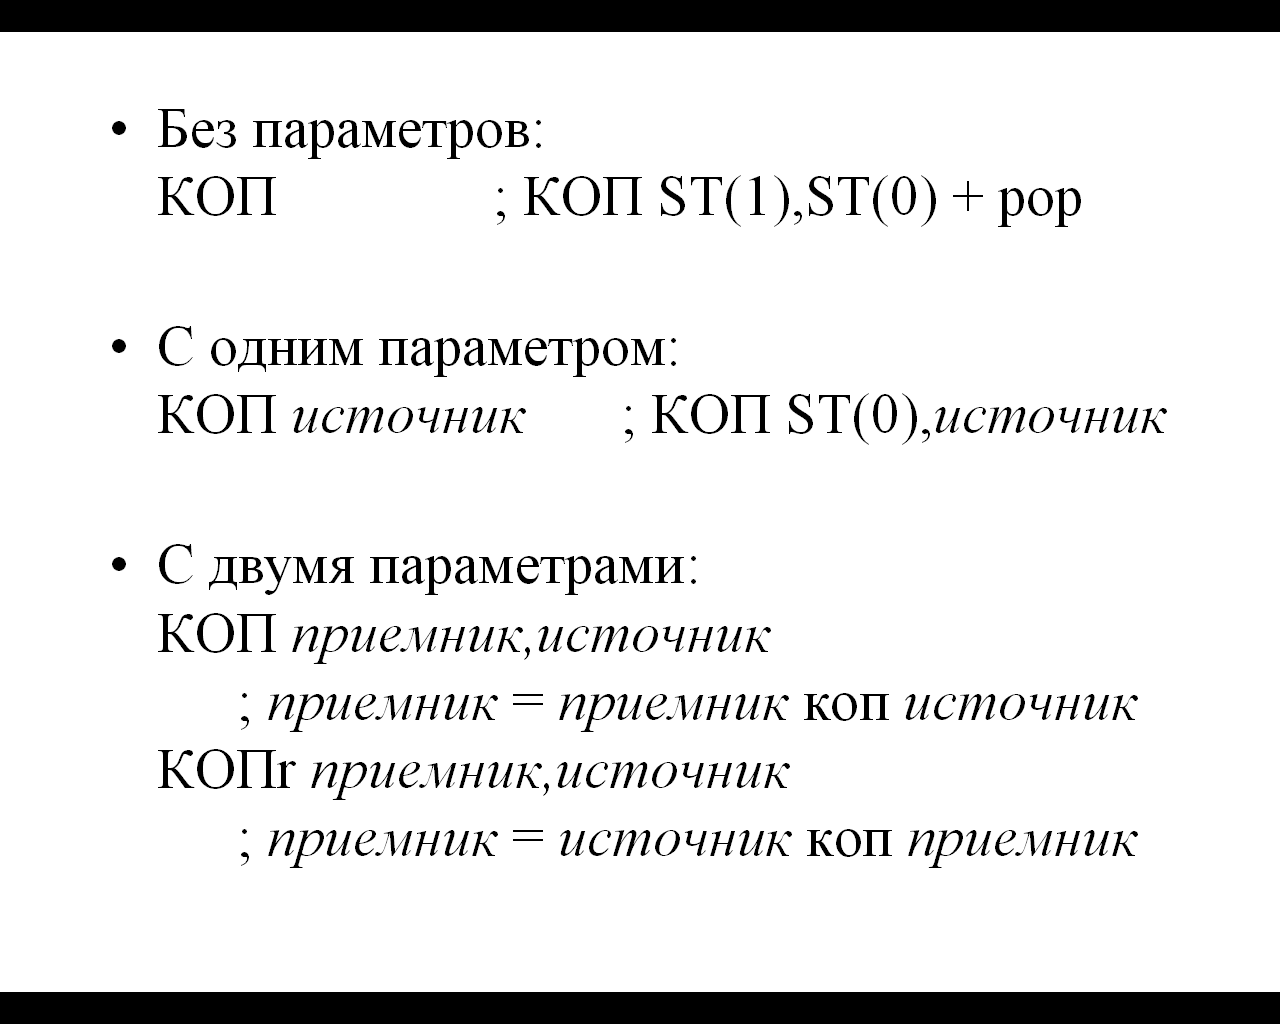 • Без параметров:
КОП ; КОП ST(1),ST(0) + pop
• С одним параметром:
КОП источник ; КОП ST(0),источник
• С двумя параметрами:
КОП приемник,источник
; приемник = приемник коп источник
КОПr приемник,источник
; приемник = источник коп приемник